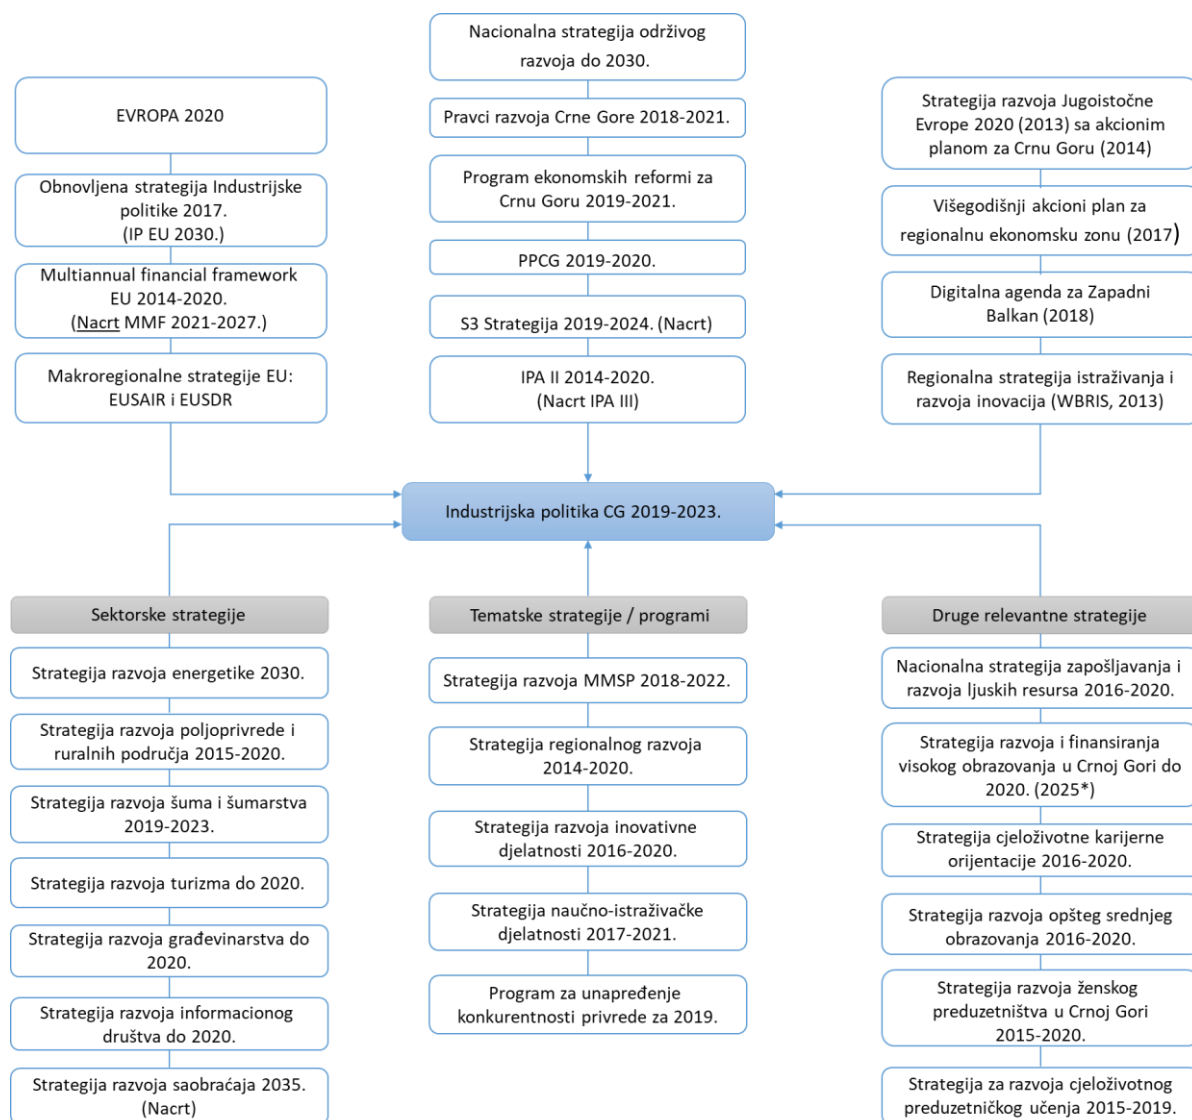 EVROPA 2020
Obnovljena strategija Industrijske
politike 2017.
(IP EU 2030.)
Multiannual financial framework
EU 2014-2020.
(Nacrt MMF 2021-2027.)
Makroregionalne strategije EU:
EUSAIR i EUSDR
Nacionalna strategija održivog
razvoja do 2030.
Pravci razvoja Crne Gore 2018-2021.
Program ekonomskih reformi za
Crnu Goru 2019-2021.
PPCG 2019-2020.
S3 Strategija 2019-2024. (Nacrt)
IPA II 2014-2020.
(Nacrt IPA III)
Strategija razvoja Jugoistočne
Evrope 2020 (2013) sa akcionim
planom za Crnu Goru (2014)
Višegodišnji akcioni plan za
regionalnu ekonomsku zonu (2017)
Digitalna agenda za Zapadni
Balkan (2018)
Regionalna strategija istraživanja i
razvoja inovacija (WBRIS, 2013)
Industrijska politika CG 2019-2023.
Sektorske strategije
Strategija razvoja energetike 2030.
Strategija razvoja poljoprivrede i
ruralnih područja 2015-2020.
Strategija razvoja šuma i šumarstva
2019-2023.
Strategija razvoja turizma do 2020.
Strategija razvoja građevinarstva do
2020.
Strategija razvoja informacionog
društva do 2020.
Strategija razvoja saobraćaja 2035.
(Nacrt)
Tematske strategije / programi
Strategija razvoja MMSP 2018-2022.
Strategija regionalnog razvoja
2014-2020.
Strategija razvoja inovativne
djelatnosti 2016-2020.
Strategija naučno-istraživačke
djelatnosti 2017-2021.
Program za unapređenje
konkurentnosti privrede za 2019.
Druge relevantne strategije
Nacionalna strategija zapošljavanja i
razvoja ljuskih resursa 2016-2020.
Strategija razvoja i finansiranja
visokog obrazovanja u Crnoj Gori do
2020. (2025*)
Strategija cjeloživotne karijerne
orijentacije 2016-2020.
Strategija razvoja opšteg srednjeg
obrazovanja 2016-2020.
Strategija razvoja ženskog
preduzetništva u Crnoj Gori
2015-2020.
Strategija za razvoja cjeloživotnog
preduzetničkog učenja 2015-2019.